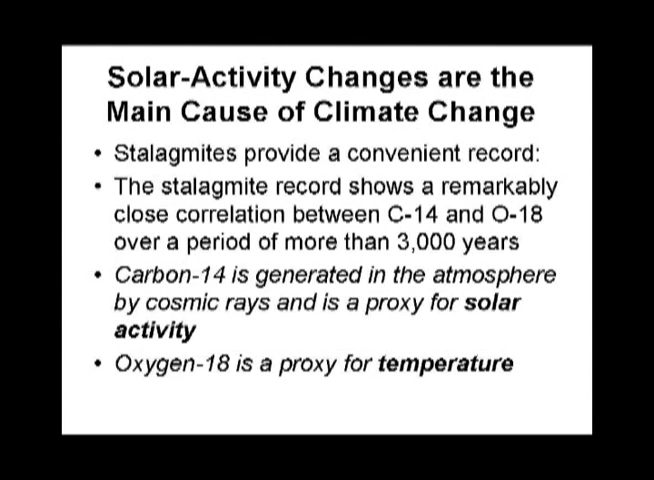 Solar-Activity Changes are the
Main Cause of Climate Change
• Stalagmites provide a convenient record:
• The stalagmite record shows a remarkably
close correlation between C-14 and O-18
over a period of more than 3,000 years
• Carbon-14 is generated in the atmosphere
by cosmic rays and is a proxy for solar
activity
• Oxygen-18 is a proxy for temperature